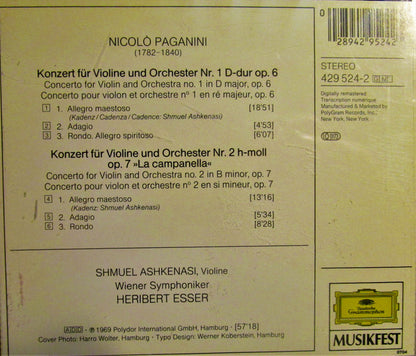 NICOLÒ PAGANINI
(1782-1840)
Konzert für Violine und Orchester Nr. 1 D-dur op. 6
Concerto for Violin and Orchestra no. 1 in D major, op. 6
Concerto pour violon et orchestre n° 1 en ré majeur, op. 6
1 1. Allegro maestoso [18'51]
(Kadenz / Cadenza / Cadence: Shmuel Ashkenasi)
2 2. Adagio [4'53]
3 3. Rondo. Allegro spiritoso [6'07]
Konzert für Violine und Orchester Nr. 2 h-moll
op. 7 »La campanella«
Concerto for Violin and Orchestra no. 2 in B minor, op. 7
Concerto pour violon et orchestre n° 2 en si mineur, op. 7
4 1. Allegro maestoso [13'16]
(Kadenz: Shmuel Ashkenasi)
5 2. Adagio [5'34]
6 3. Rondo [8'28]
SHMUEL ASHKENASI, Violine
Wiener Symphoniker
HERIBERT ESSER
ADD · ℗ 1969 Polydor International GmbH, Hamburg · [57'18]
Cover Photo: Harro Wolter, Hamburg · Typo Design: Werner Koberstein, Hamburg
0
28942 95242
STEREO
429 524-2 GMF
Digitally remastered
Transcription numérique
Manufactured & Marketed by
PolyGram Records, Inc.,
New York, New York
Deutsche
Grammophon
MUSIKFEST